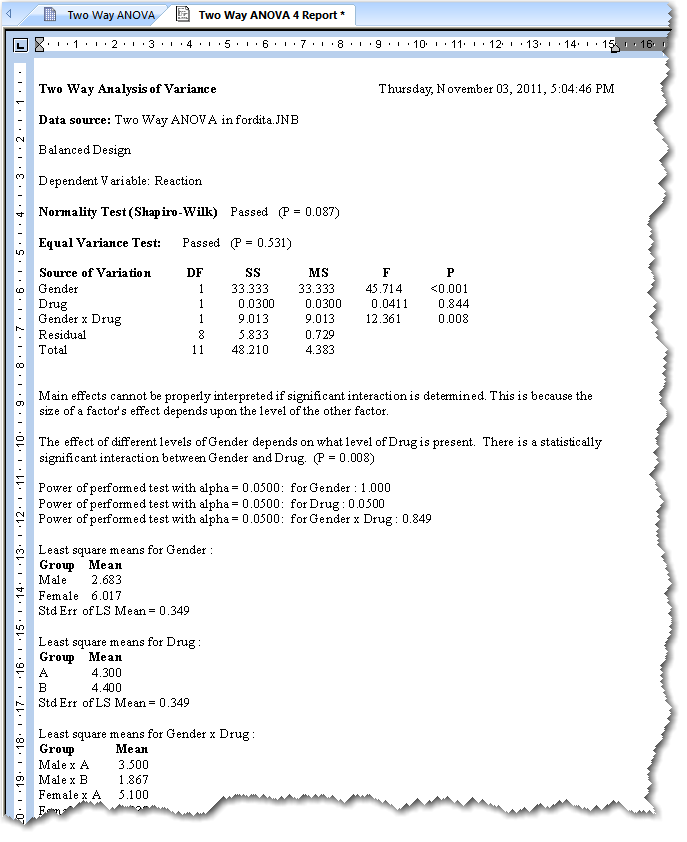 Two Way ANOVA Two Way ANOVA 4 Report *
L 1 2 3 4 5 6 7 8 9 10 11 12 13 14 15 16
Two Way Analysis of Variance Thursday, November 03, 2011, 5:04:46 PM
Data source: Two Way ANOVA in fordita.JNB
Balanced Design
Dependent Variable: Reaction
Normality Test (Shapiro-Wilk) Passed (P = 0.087)
Equal Variance Test: Passed (P = 0.531)
Source of Variation DF SS MS F P
Gender 1 33.333 33.333 45.714 <0.001
Drug 1 0.0300 0.0300 0.0411 0.844
Gender x Drug 1 9.013 9.013 12.361 0.008
Residual 8 5.833 0.729
Total 11 48.210 4.383
Main effects cannot be properly interpreted if significant interaction is determined. This is because the
size of a factor's effect depends upon the level of the other factor.
The effect of different levels of Gender depends on what level of Drug is present. There is a statistically
significant interaction between Gender and Drug. (P = 0.008)
Power of performed test with alpha = 0.0500: for Gender : 1.000
Power of performed test with alpha = 0.0500: for Drug : 0.0500
Power of performed test with alpha = 0.0500: for Gender x Drug : 0.849
Least square means for Gender :
Group Mean
Male 2.683
Female 6.017
Std Err of LS Mean = 0.349
Least square means for Drug :
Group Mean
A 4.300
B 4.400
Std Err of LS Mean = 0.349
Least square means for Gender x Drug :
Group Mean
Male x A 3.500
Male x B 1.867
Female x A 5.100